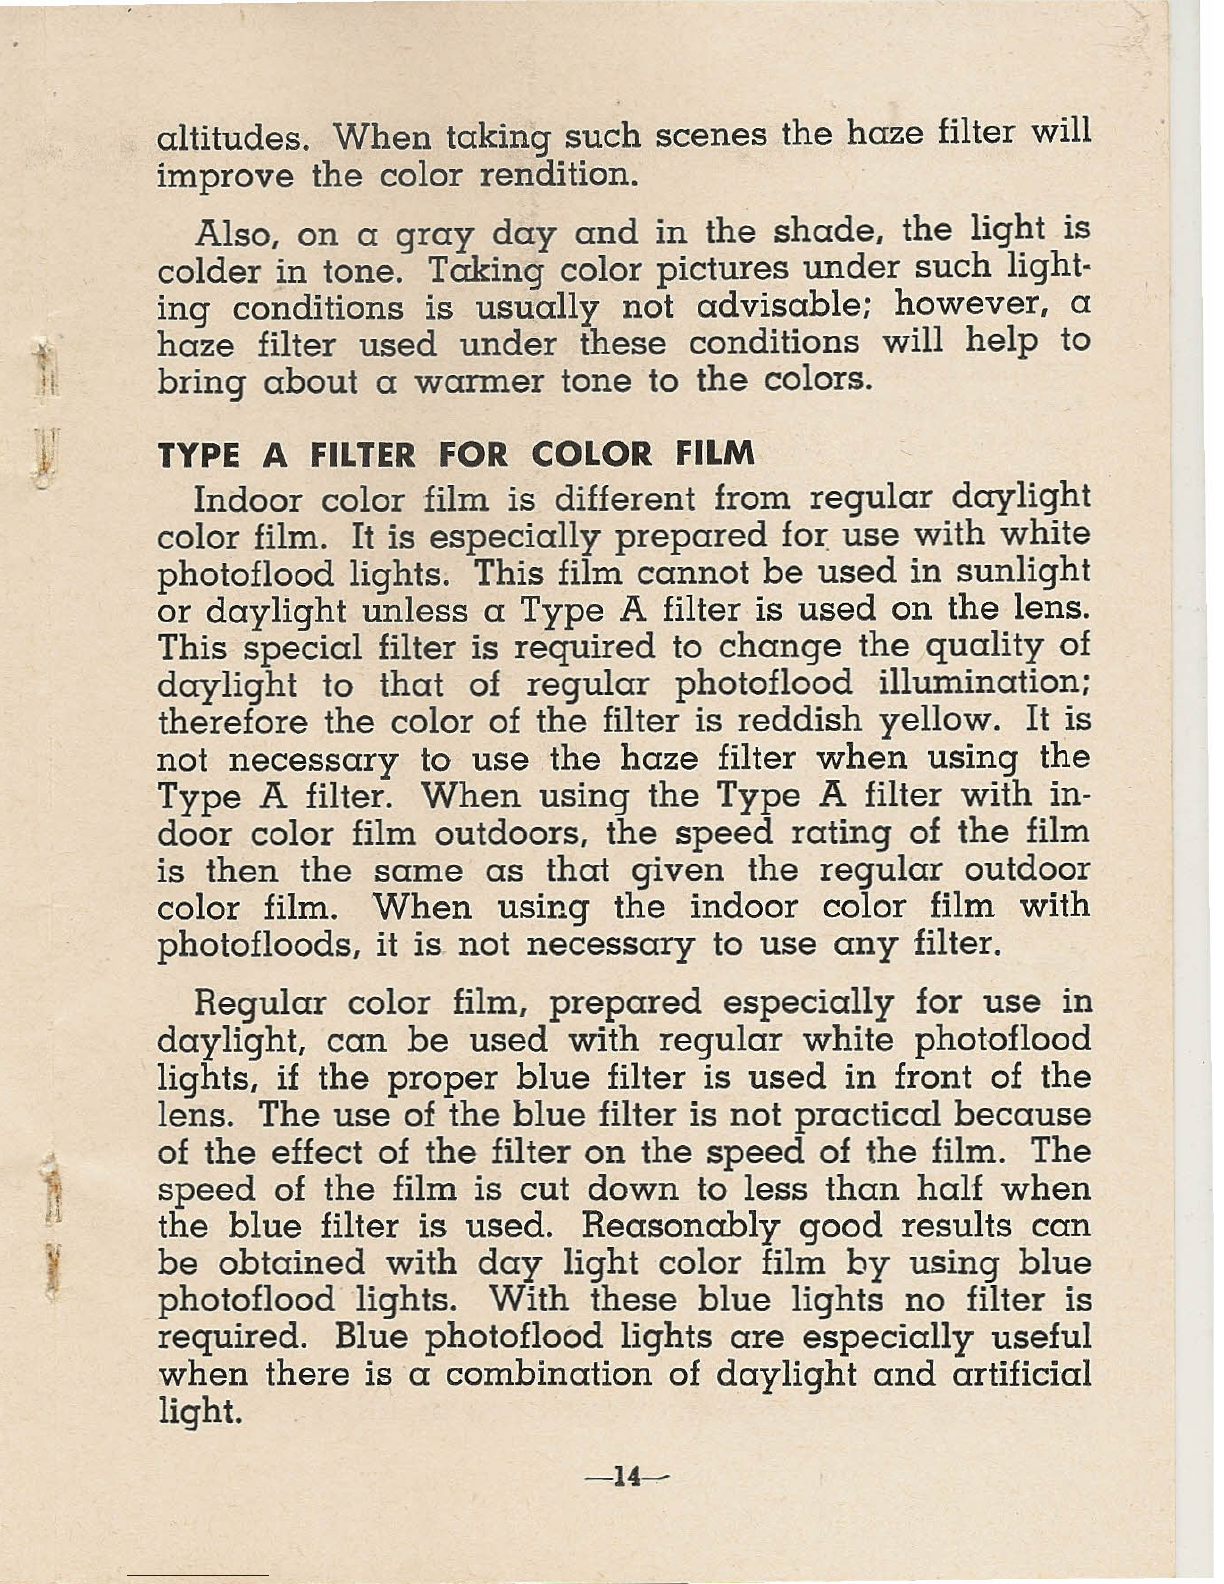 altitudes. When taking such scenes the haze filter will
improve the color rendition.
Also, on a gray day and in the shade, the light is
colder in tone. Taking color pictures under such light-
ing conditions is usually not advisable; however, a
haze filter used under these conditions will help to
bring about a warmer tone to the colors.
TYPE A FILTER FOR COLOR FILM
Indoor color film is different from regular daylight
color film. It is especially prepared for use with white
photoflood lights. This film cannot be used in sunlight
or daylight unless a Type A filter is used on the lens.
This special filter is required to change the quality of
daylight to that of regular photoflood illumination;
therefore the color of the filter is reddish yellow. It is
not necessary to use the haze filter when using the
Type A filter. When using the Type A filter with in-
door color film outdoors, the speed rating of the film
is then the same as that given the regular outdoor
color film. When using the indoor color film with
photofloods, it is not necessary to use any filter.
Regular color film, prepared especially for use in
daylight, can be used with regular white photoflood
lights, if the proper blue filter is used in front of the
lens. The use of the blue filter is not practical because
of the effect of the filter on the speed of the film. The
speed of the film is cut down to less than half when
the blue filter is used. Reasonably good results can
be obtained with day light color film by using blue
photoflood lights. With these blue lights no filter is
required. Blue photoflood lights are especially useful
when there is a combination of daylight and artificial
light.
—14—